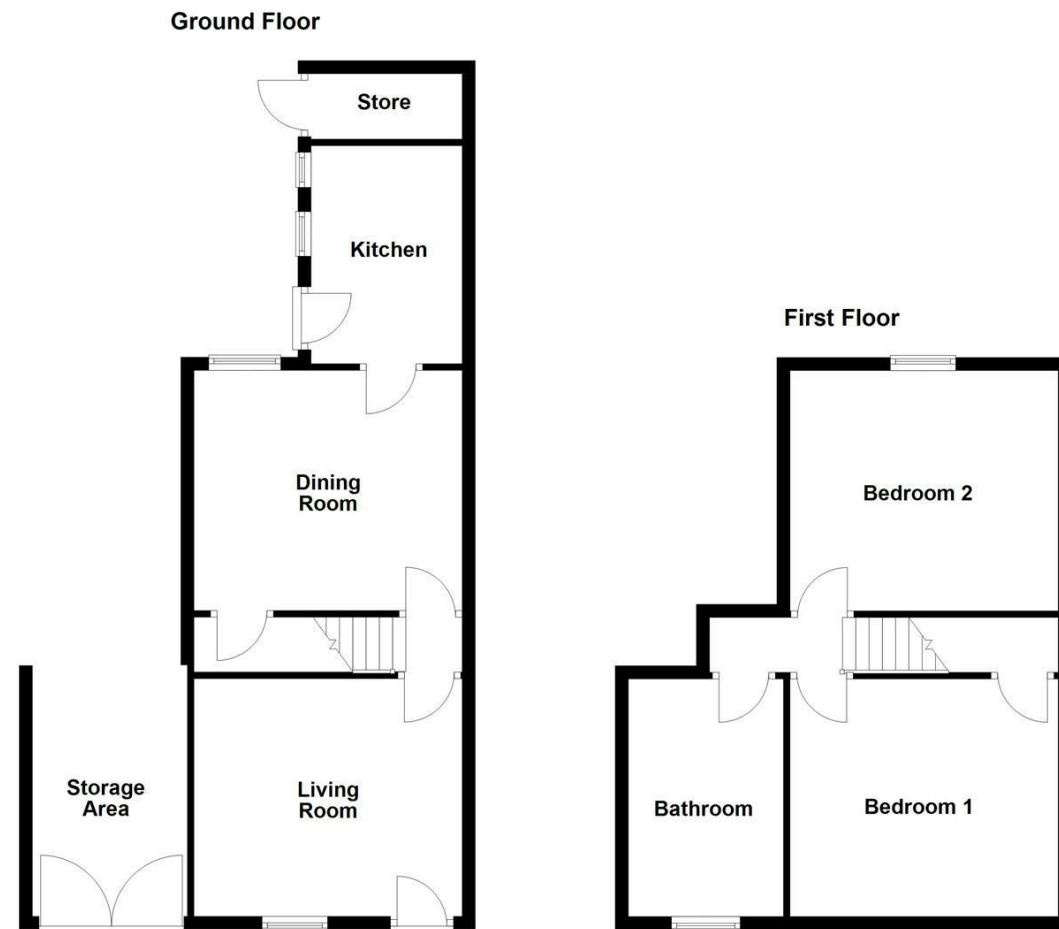 Ground Floor
Store
Kitchen
Dining
Room
Living
Room
Storage
Area
First Floor
Bedroom 2
Bathroom
Bedroom 1